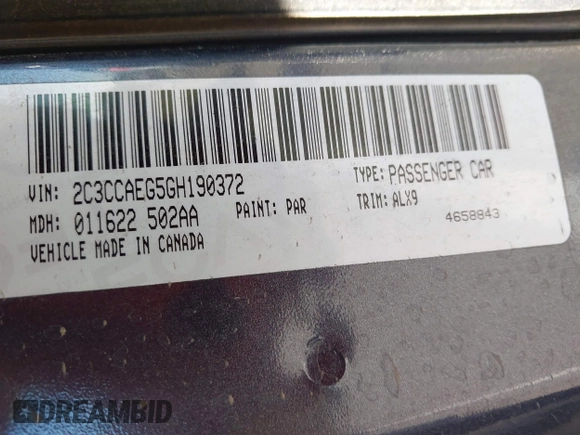 VIN: 2C3CCAEG5GH190372 TYPE: PASSENGER CAR
MDH: 011622 502AA PAINT: PAR TRIM: ALX9
VEHICLE MADE IN CANADA 4658843
DREAMBID